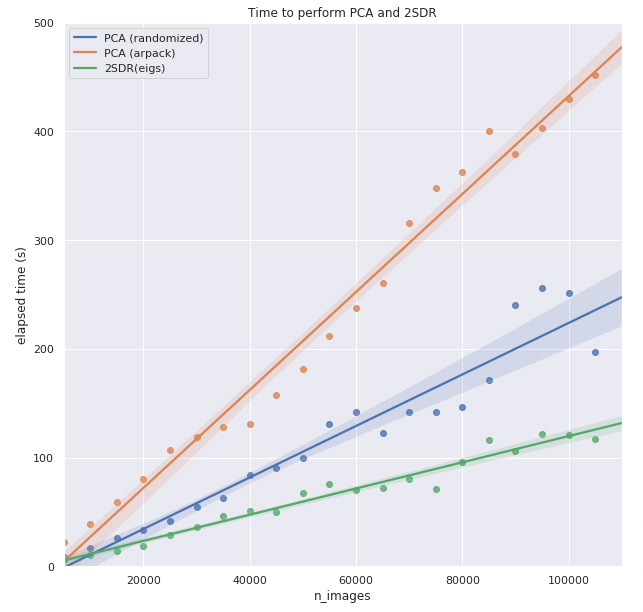 Time to perform PCA and 2SDR
PCA (randomized)
PCA (arpack)
2SDR(eigs)
500
400
300
200
100
0
elapsed time (s)
20000 40000 60000 80000 100000
n_images